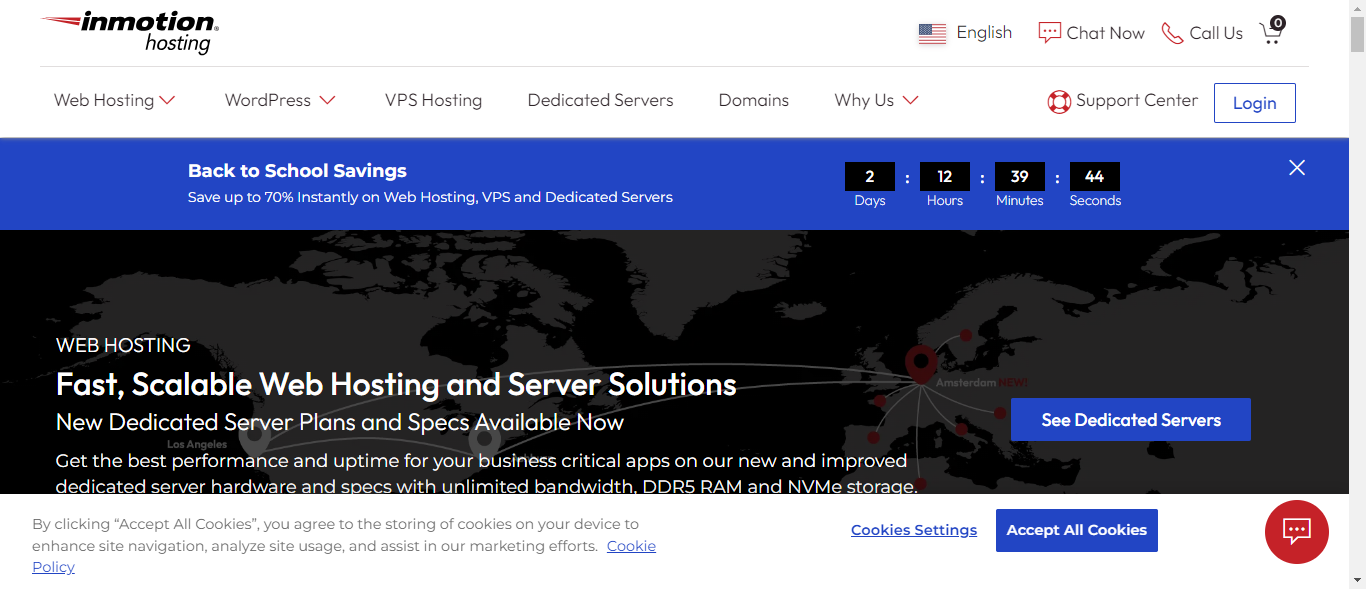 inmotion
hosting
English
Chat Now
Call Us
0
Web Hosting
WordPress
VPS Hosting
Dedicated Servers
Domains
Why Us
Support Center
Login
Back to School Savings
Save up to 70% Instantly on Web Hosting, VPS and Dedicated Servers
2 : 12 : 39 : 44
Days Hours Minutes Seconds
WEB HOSTING
Fast, Scalable Web Hosting and Server Solutions
New Dedicated Server Plans and Specs Available Now
Amsterdam NEW!
See Dedicated Servers
Los Angeles
Get the best performance and uptime for your business critical apps on our new and improved
dedicated server hardware and specs with unlimited bandwidth, DDR5 RAM and NVMe storage.
By clicking “Accept All Cookies”, you agree to the storing of cookies on your device to
enhance site navigation, analyze site usage, and assist in our marketing efforts. Cookie
Policy
Cookies Settings
Accept All Cookies